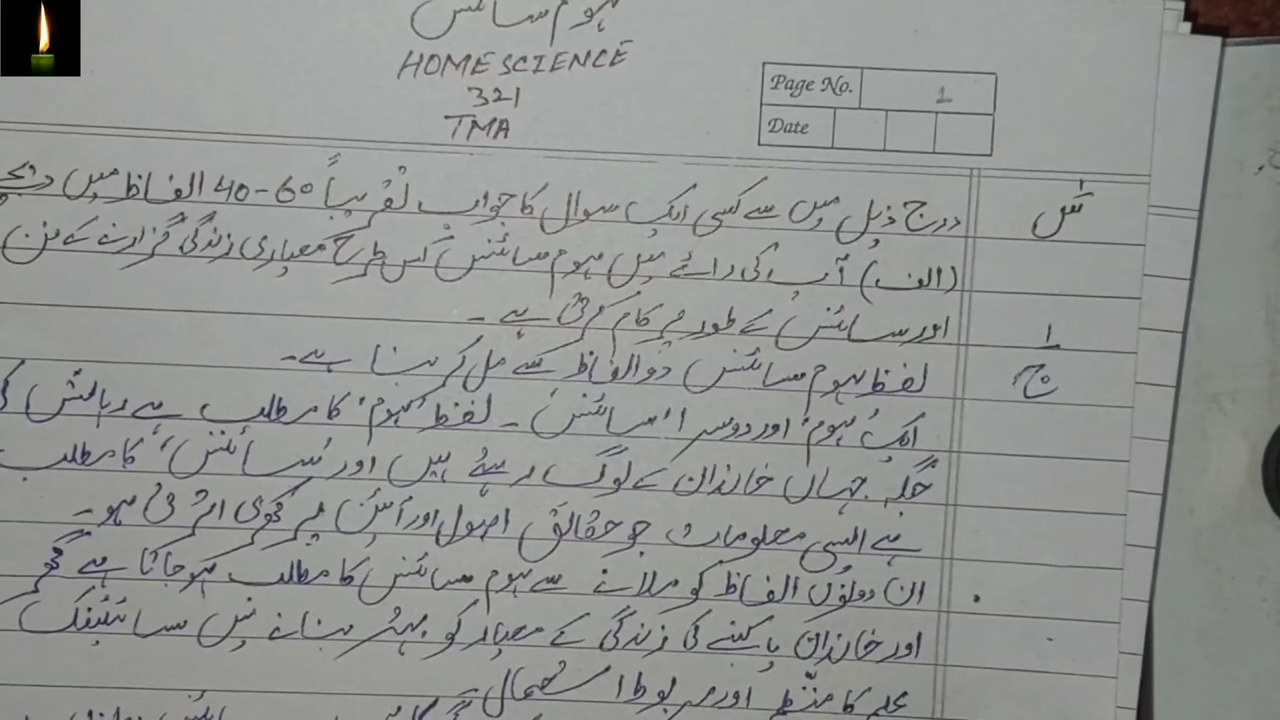 ہوم سائنس
HOME SCIENCE
321
TMA
Page No. 1
Date
س ۱ درج ذیل میں سے کسی ایک سوال کا جواب تقریباً 40-60 الفاظ میں
(الف) آپ کی رائے میں ہوم سائنس کس طرح معیاری زندگی گزارنے کے فن
اور سائنس کے طور پر کام کرتی ہے۔
ج ۱ لفظ ہوم سائنس دو الفاظ سے مل کر بنا ہے۔
ایک 'ہوم' اور دوسرا 'سائنس'۔ لفظ 'ہوم' کا مطلب ہے رہائش کی
جگہ جہاں خاندان کے لوگ رہتے ہیں اور 'سائنس' کا مطلب
ہے ایسی معلومات جو حقائق اصول اور پر ہو۔
ان دونوں الفاظ کو ملانے سے ہوم سائنس کا مطلب ہو جاتا ہے گھر
اور خاندان یا کنبے کی زندگی کے معیار کو بہتر بنانے میں سائنٹیفک
علم کا منظم اور مربوط استعمال۔